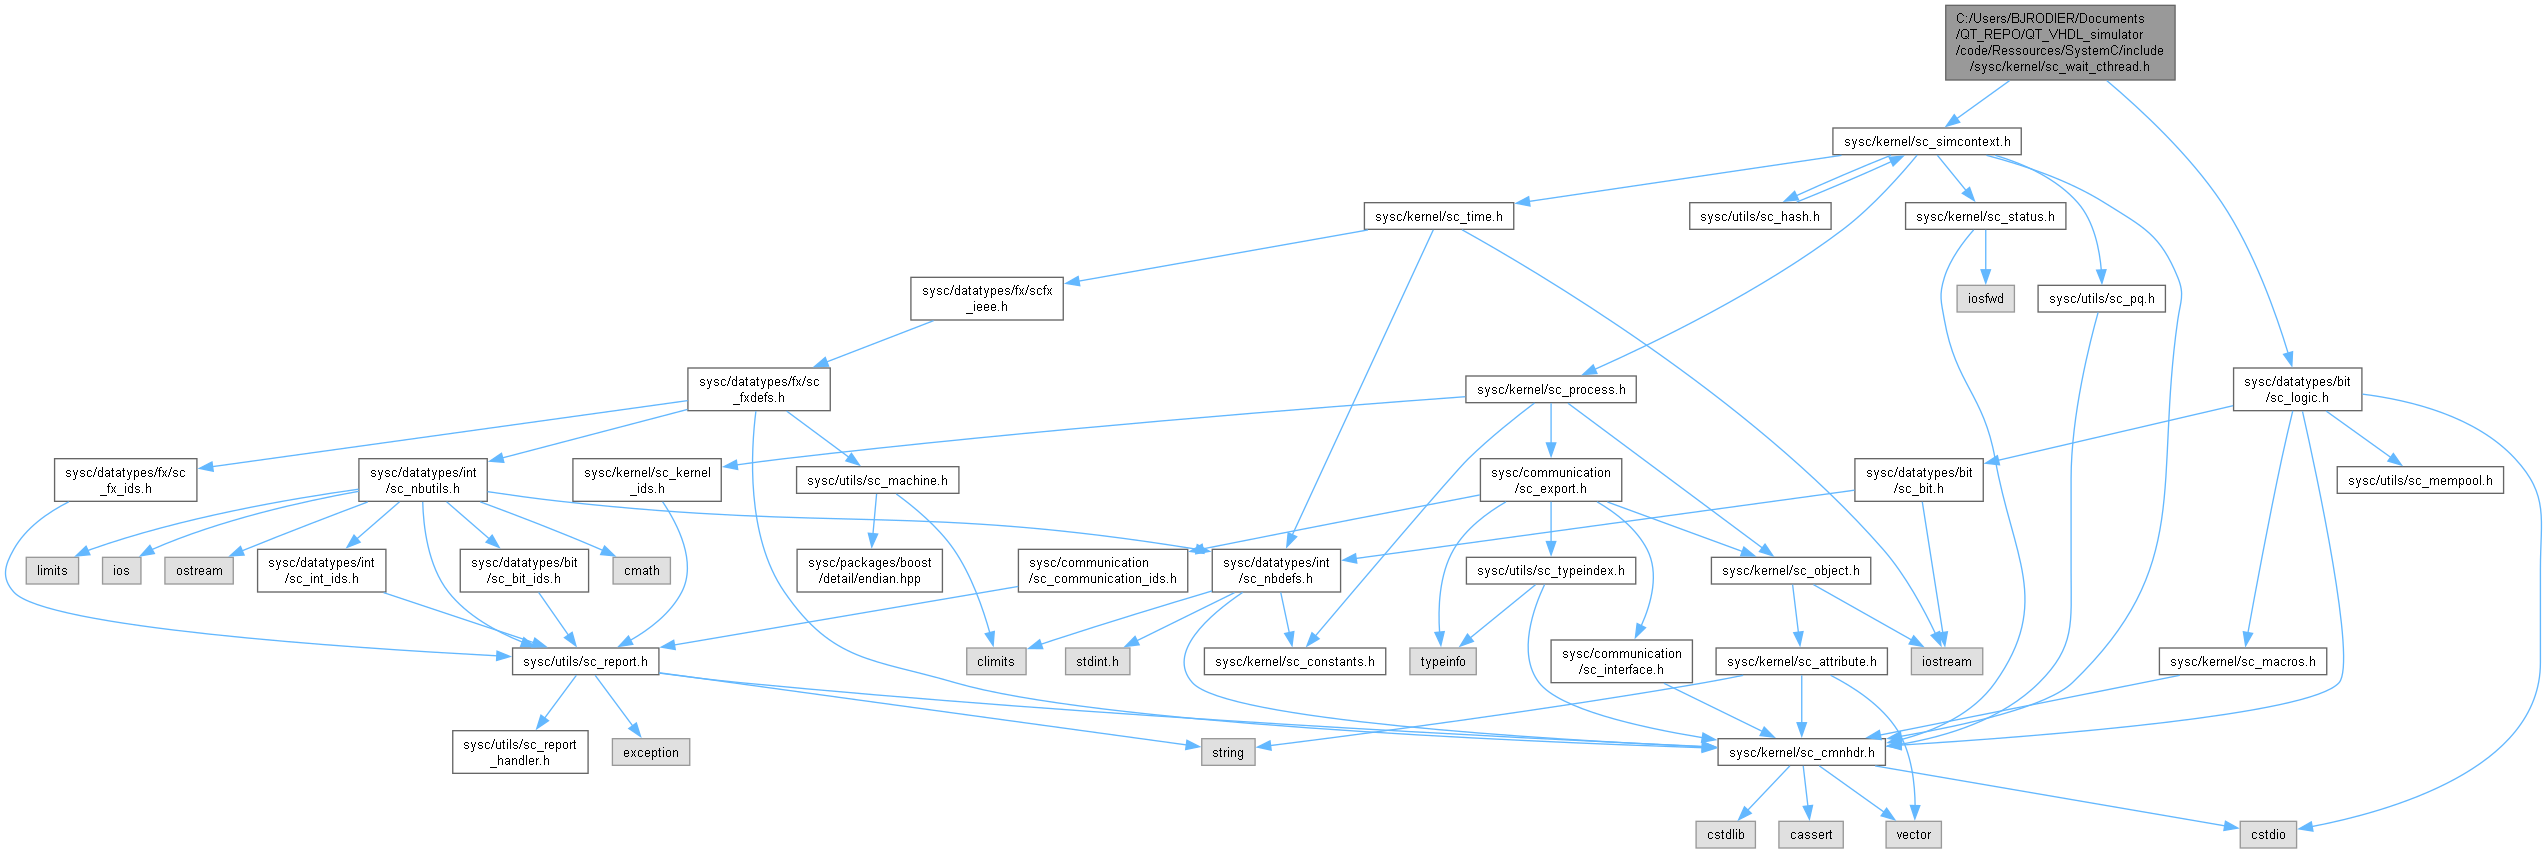 C:/Users/BJRODIER/Documents
/QT_REPO/QT_VHDL_simulator
/code/Ressources/SystemC/include
/sysc/kernel/sc_wait_cthread.h
sysc/kernel/sc_simcontext.h
sysc/kernel/sc_time.h
sysc/utils/sc_hash.h
sysc/kernel/sc_status.h
sysc/datatypes/fx/scfx
_ieee.h
iosfwd
sysc/utils/sc_pq.h
sysc/datatypes/fx/sc
_fxdefs.h
sysc/kernel/sc_process.h
sysc/datatypes/bit
/sc_logic.h
sysc/datatypes/fx/sc
_fx_ids.h
sysc/datatypes/int
/sc_nbutils.h
sysc/kernel/sc_kernel
_ids.h
sysc/utils/sc_machine.h
sysc/communication
/sc_export.h
sysc/datatypes/bit
/sc_bit.h
sysc/utils/sc_mempool.h
limits
ios
ostream
sysc/datatypes/int
/sc_int_ids.h
sysc/datatypes/bit
/sc_bit_ids.h
cmath
sysc/packages/boost
/detail/endian.hpp
sysc/communication
/sc_communication_ids.h
sysc/datatypes/int
/sc_nbdefs.h
sysc/utils/sc_typeindex.h
sysc/kernel/sc_object.h
sysc/utils/sc_report.h
climits
stdint.h
sysc/kernel/sc_constants.h
typeinfo
sysc/communication
/sc_interface.h
sysc/kernel/sc_attribute.h
iostream
sysc/kernel/sc_macros.h
sysc/utils/sc_report
_handler.h
exception
string
sysc/kernel/sc_cmnhdr.h
cstdlib
cassert
vector
cstdio